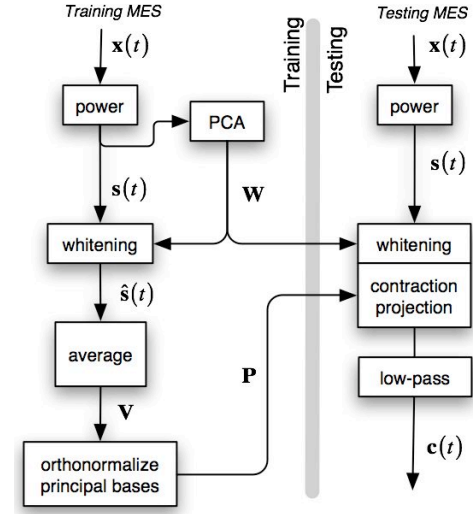 Training MES
x(t)
power
PCA
s(t)
W
whitening
ŝ(t)
average
V
P
orthonormalize
principal bases
Training
Testing
Testing MES
x(t)
power
s(t)
whitening
contraction
projection
low-pass
c(t)